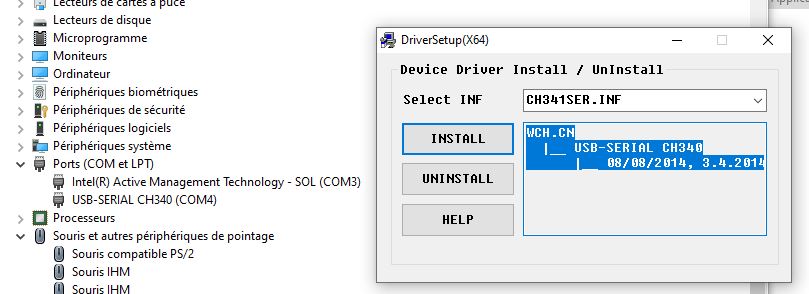 Lecteurs de cartes à puce
Lecteurs de disque
Microprogramme
Moniteurs
Ordinateur
Périphériques biométriques
Périphériques de sécurité
Périphériques logiciels
Périphériques système
Ports (COM et LPT)
Intel(R) Active Management Technology - SOL (COM3)
USB-SERIAL CH340 (COM4)
Processeurs
Souris et autres périphériques de pointage
Souris compatible PS/2
Souris IHM
Souris IHM
DriverSetup(X64)
Device Driver Install / UnInstall
Select INF
CH341SER.INF
INSTALL
UNINSTALL
HELP
WCH.CN
|__ USB-SERIAL CH340
|__ 08/08/2014, 3.4.2014